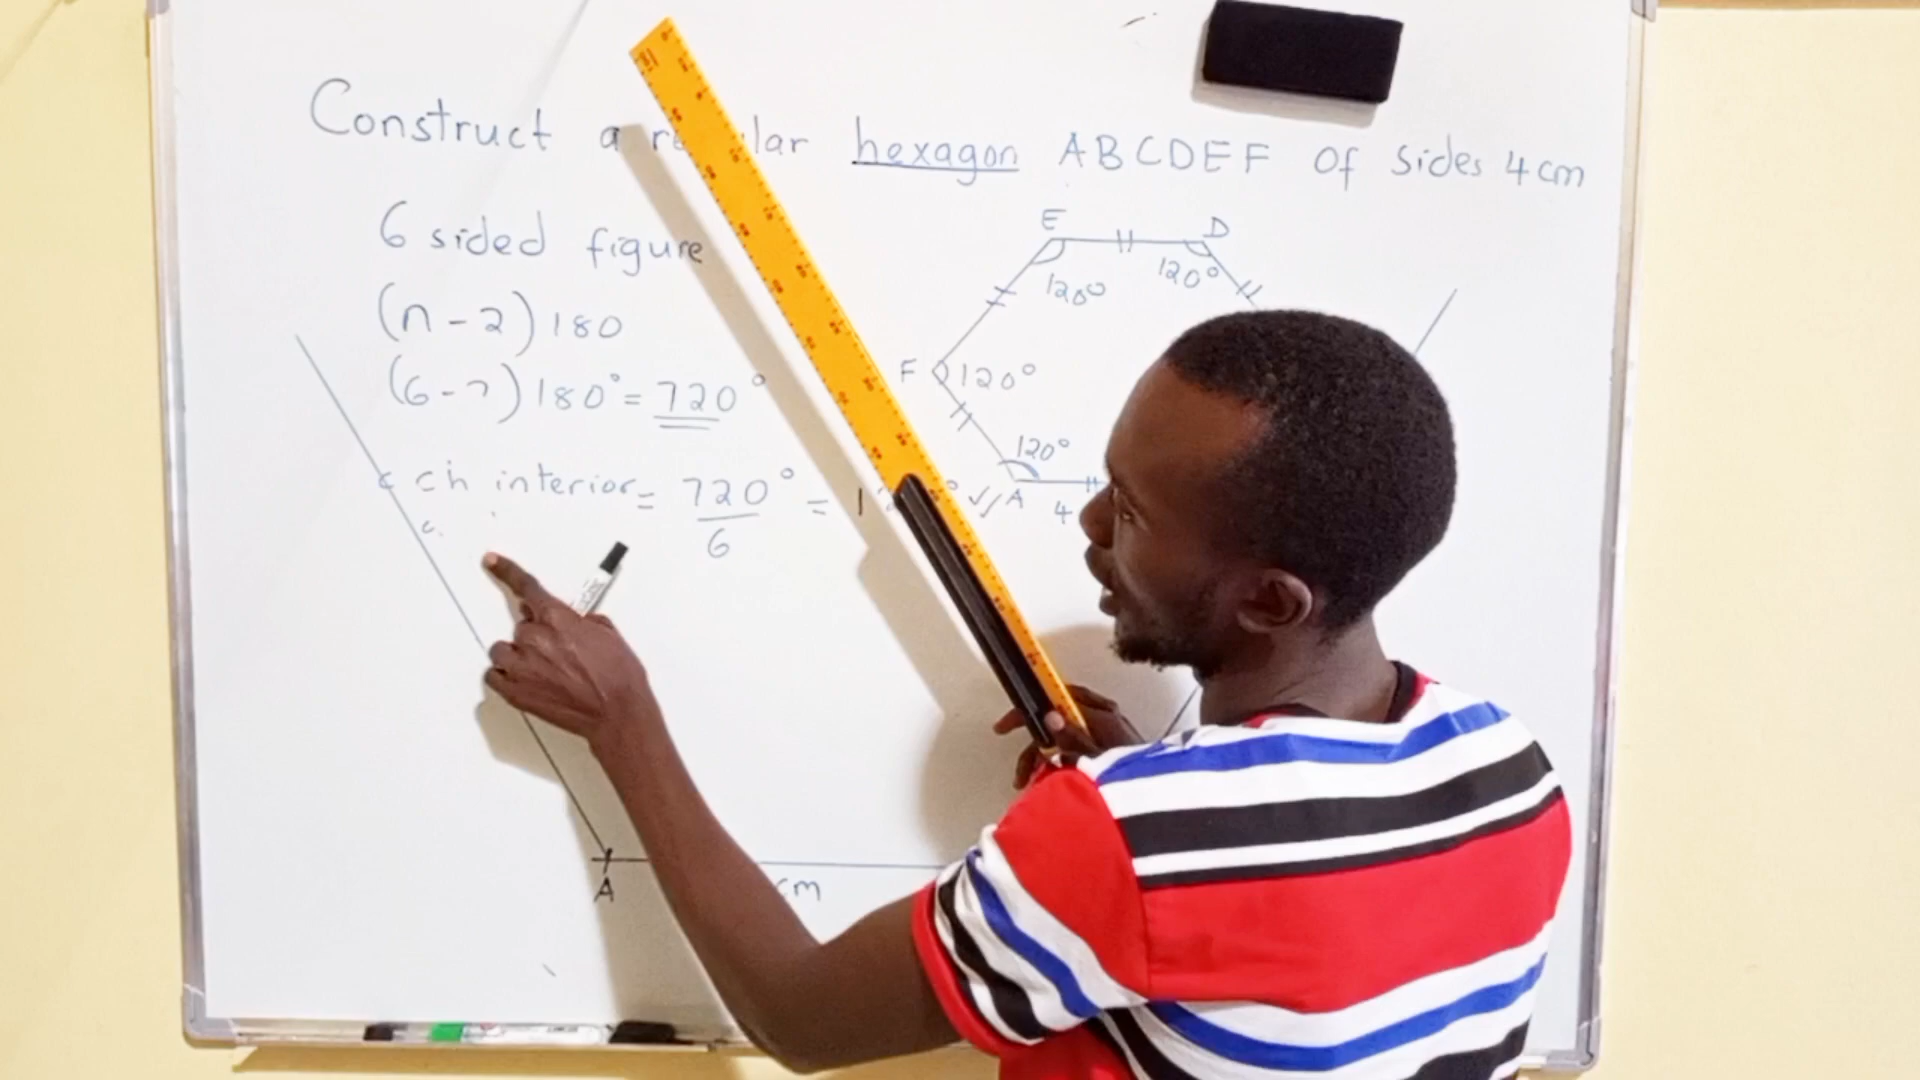 Construct a regular hexagon ABCDEF of sides 4cm
6 sided figure
(n-2)180
(6-2)180°=720°
ch interior = 720°/6 =
E D
120° 120°
F 120°
120°
A 4
A cm